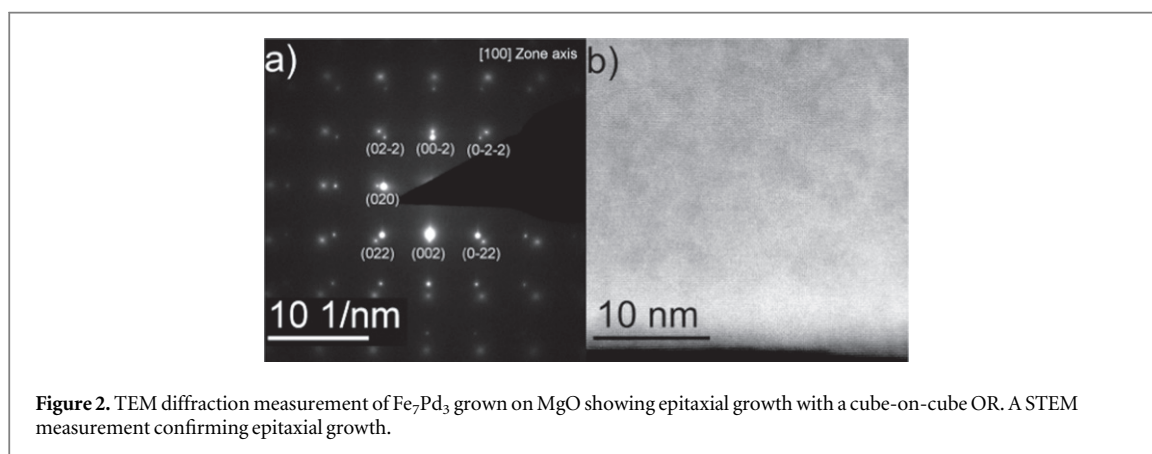 a)
[100] Zone axis
b)
(02-2) (00-2) (0-2-2)
(020)
(022) (002) (0-22)
10 1/nm
10 nm
Figure 2. TEM diffraction measurement of Fe₇Pd₃ grown on MgO showing epitaxial growth with a cube-on-cube OR. A STEM
measurement confirming epitaxial growth.